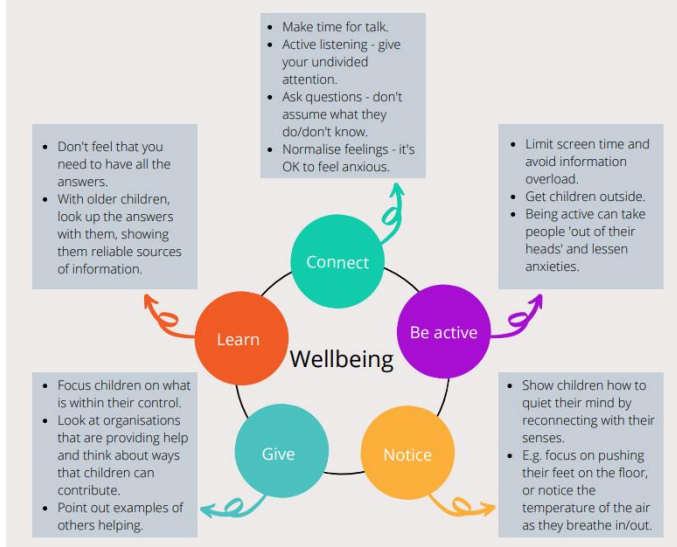 • Make time for talk.
• Active listening - give
your undivided
attention.
• Ask questions - don't
assume what they
do/don't know.
• Normalise feelings - it's
OK to feel anxious.
• Don't feel that you
need to have all the
answers.
• With older children,
look up the answers
with them, showing
them reliable sources
of information.
• Limit screen time and
avoid information
overload.
• Get children outside.
• Being active can take
people 'out of their
heads' and lessen
anxieties.
Connect
Learn
Be active
Wellbeing
Give
Notice
• Focus children on what
is within their control.
• Look at organisations
that are providing help
and think about ways
that children can
contribute.
• Point out examples of
others helping.
• Show children how to
quiet their mind by
reconnecting with their
senses.
• E.g. focus on pushing
their feet on the floor,
or notice the
temperature of the air
as they breathe in/out.